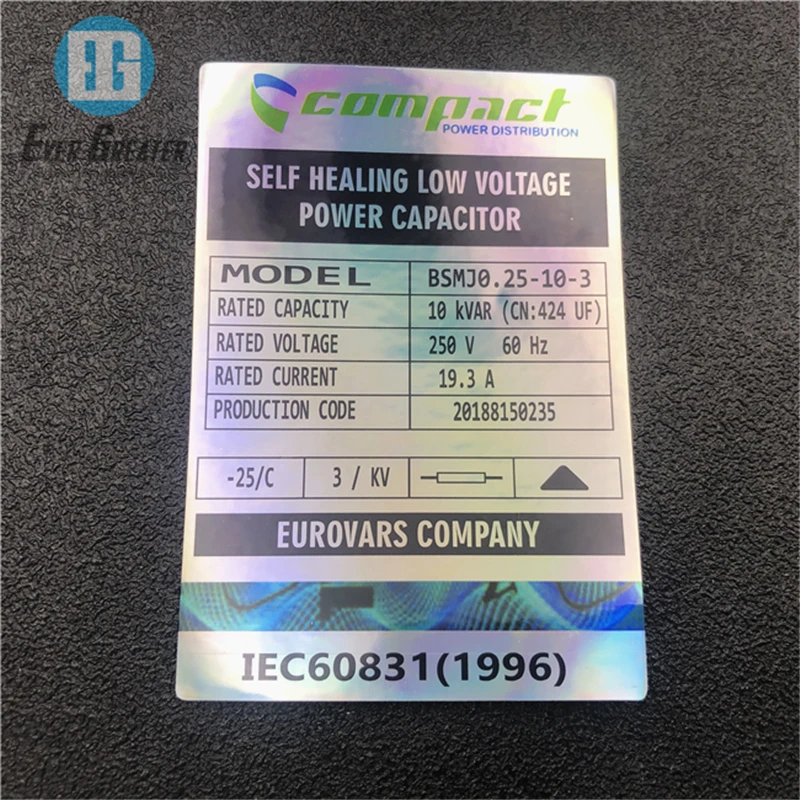 EG
EVER GREATER
compact
POWER DISTRIBUTION
SELF HEALING LOW VOLTAGE
POWER CAPACITOR
MODEL BSMJ0.25-10-3
RATED CAPACITY 10 kVAR (CN:424 UF)
RATED VOLTAGE 250 V 60 Hz
RATED CURRENT 19.3 A
PRODUCTION CODE 20188150235
-25/C 3 / KV
EUROVARS COMPANY
IEC60831(1996)